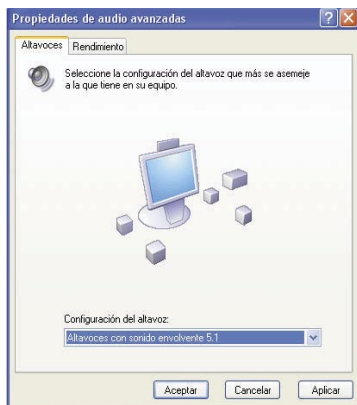 Propiedades de audio avanzadas
Altavoces
Rendimiento
Seleccione la configuración del altavoz que más se asemeje
a la que tiene en su equipo.
Configuración del altavoz:
Altavoces con sonido envolvente 5.1
Aceptar
Cancelar
Aplicar